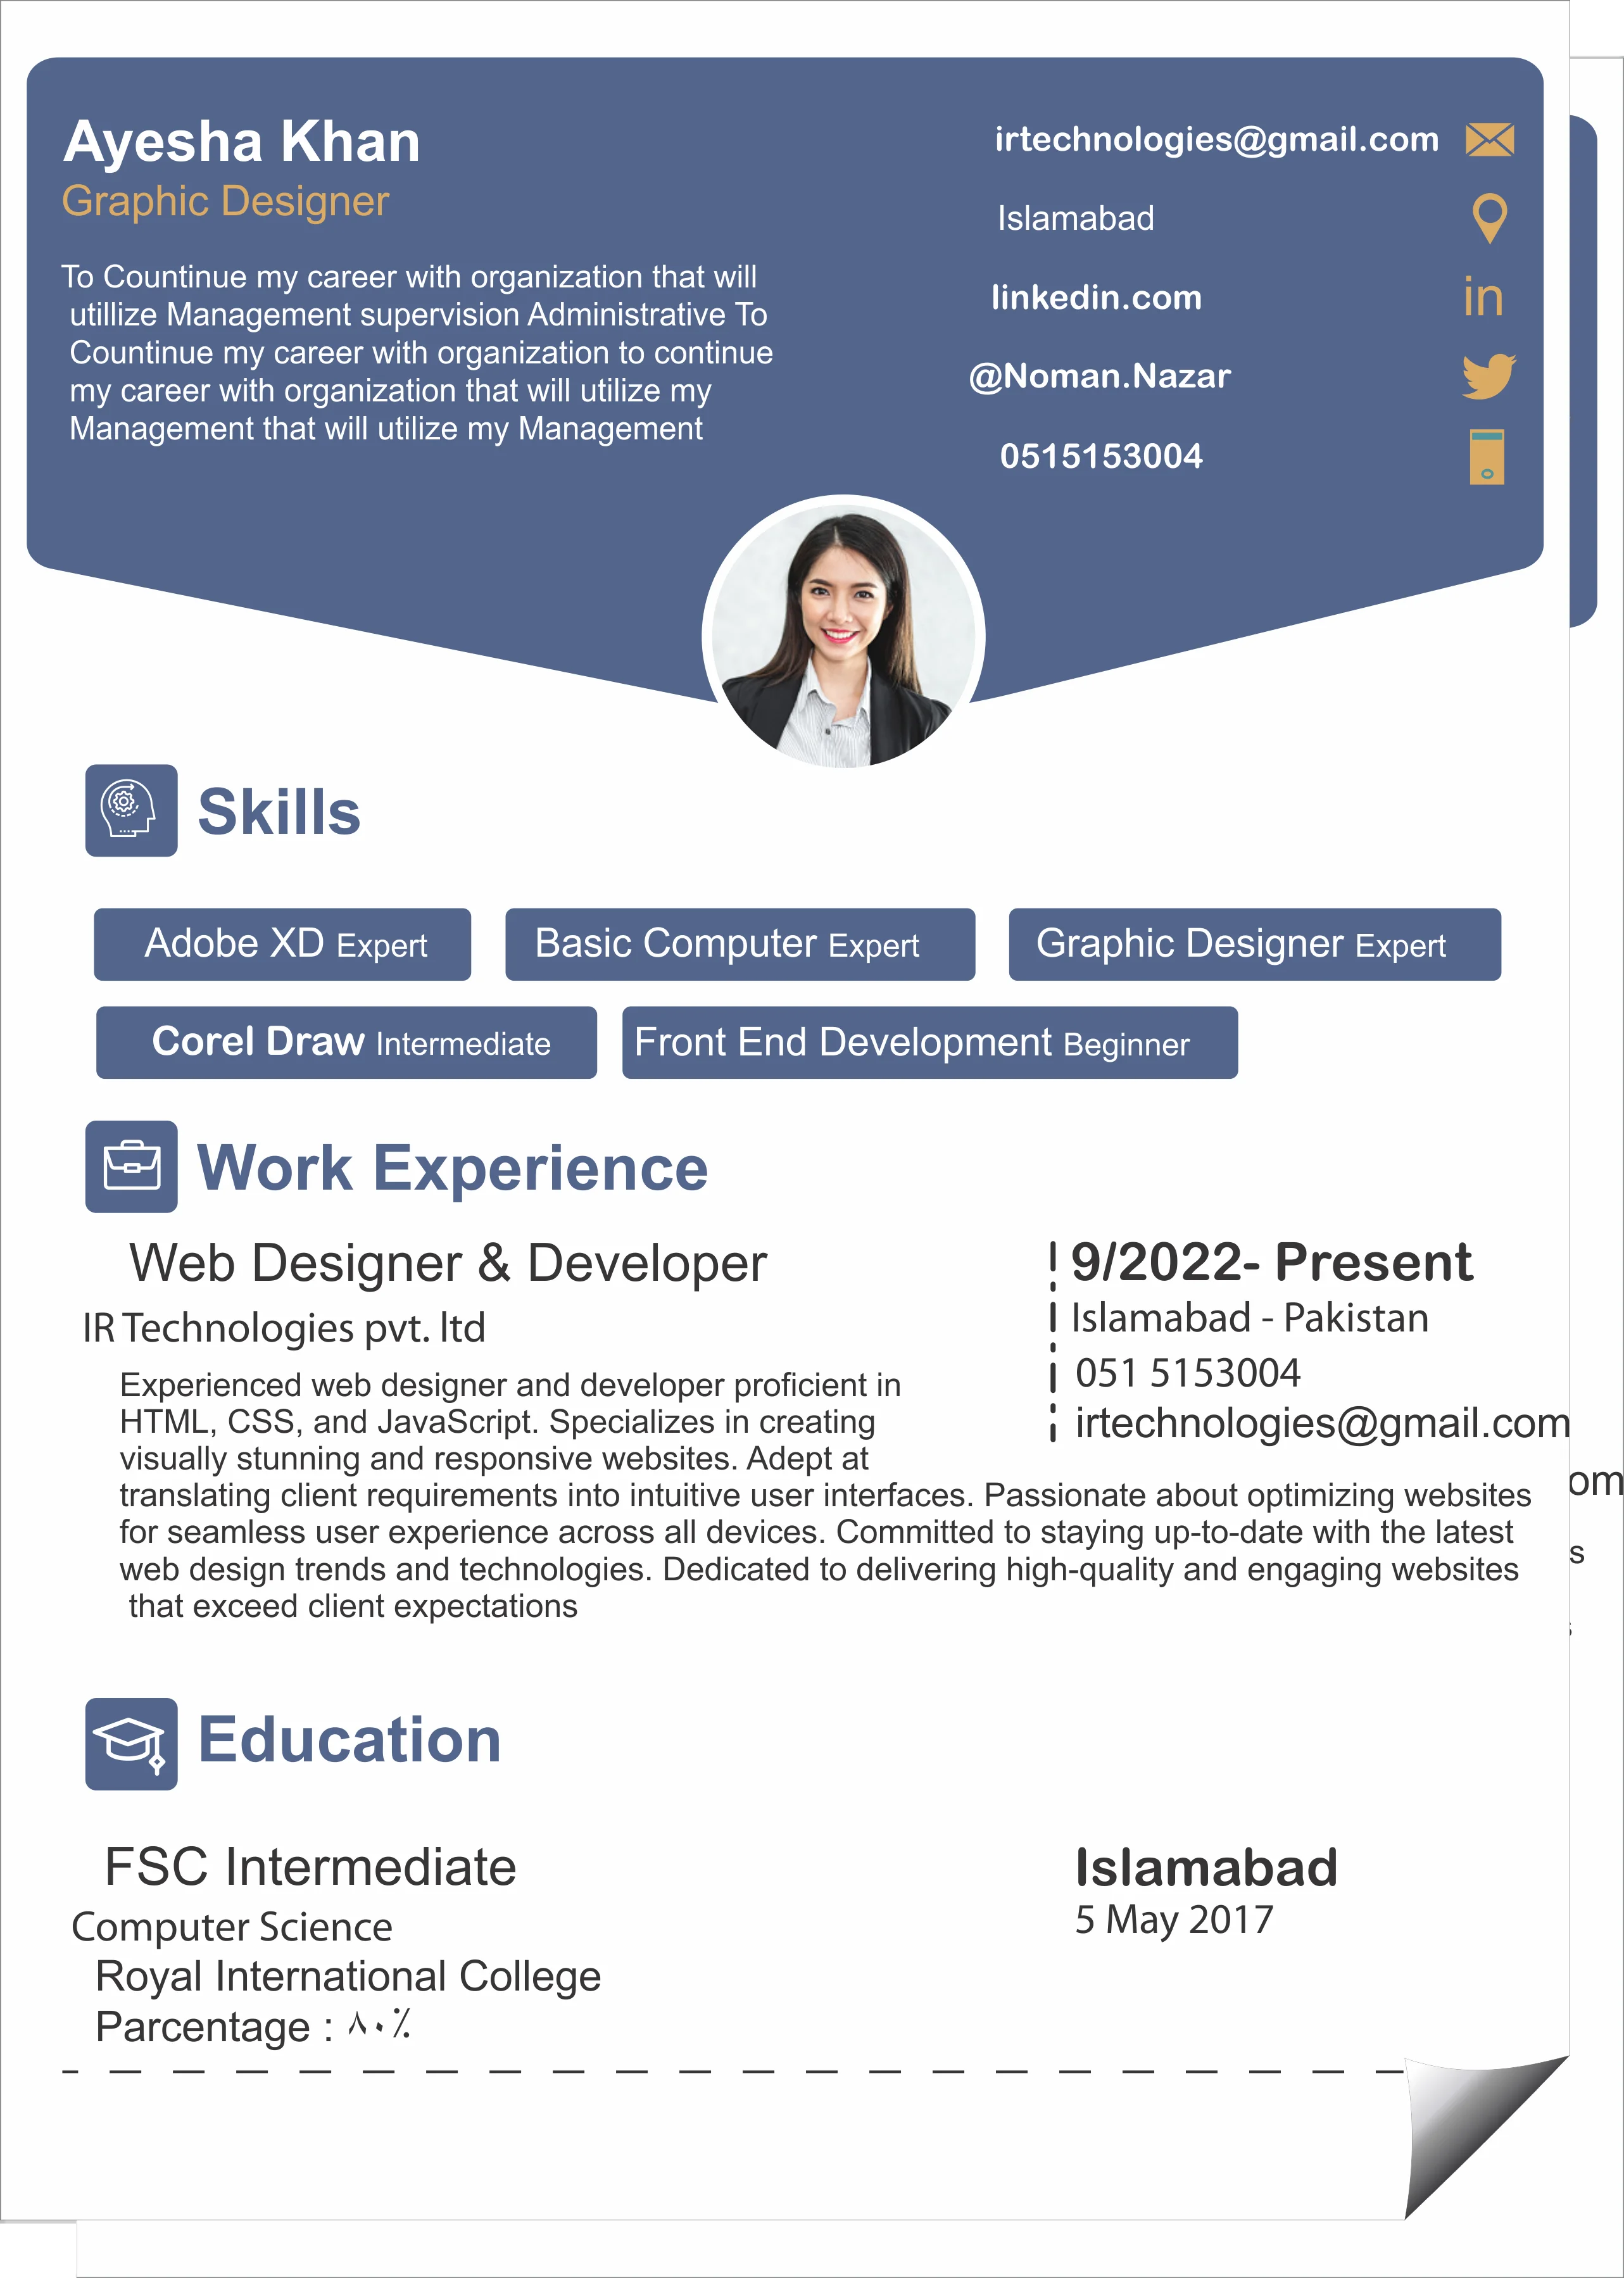 Ayesha Khan
Graphic Designer
To Countinue my career with organization that will
utillize Management supervision Administrative To
Countinue my career with organization to continue
my career with organization that will utilize my
Management that will utilize my Management
irtechnologies@gmail.com
Islamabad
linkedin.com
@Noman.Nazar
0515153004
Skills
Adobe XD Expert
Basic Computer Expert
Graphic Designer Expert
Corel Draw Intermediate
Front End Development Beginner
Work Experience
Web Designer & Developer
IR Technologies pvt. ltd
9/2022- Present
Islamabad - Pakistan
051 5153004
irtechnologies@gmail.com
Experienced web designer and developer proficient in
HTML, CSS, and JavaScript. Specializes in creating
visually stunning and responsive websites. Adept at
translating client requirements into intuitive user interfaces. Passionate about optimizing websites
for seamless user experience across all devices. Committed to staying up-to-date with the latest
web design trends and technologies. Dedicated to delivering high-quality and engaging websites
that exceed client expectations
om
s
Education
FSC Intermediate
Computer Science
Royal International College
Parcentage : ۸۰٪
Islamabad
5 May 2017